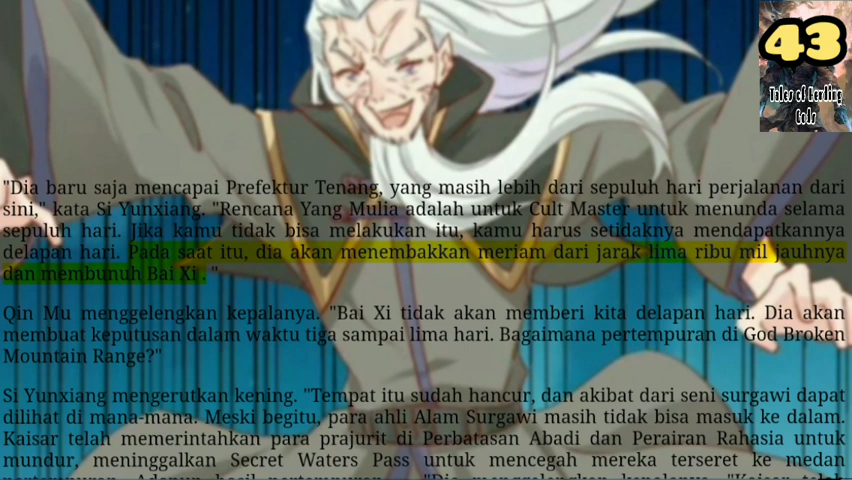 43
Tales of Herding
Gods
"Dia baru saja mencapai Prefektur Tenang, yang masih lebih dari sepuluh hari perjalanan dari
sini," kata Si Yunxiang. "Rencana Yang Mulia adalah untuk Cult Master untuk menunda selama
sepuluh hari. Jika kamu tidak bisa melakukan itu, kamu harus setidaknya mendapatkannya
delapan hari. Pada saat itu, dia akan menembakkan meriam dari jarak lima ribu mil jauhnya
dan membunuh Bai Xi . "
Qin Mu menggelengkan kepalanya. "Bai Xi tidak akan memberi kita delapan hari. Dia akan
membuat keputusan dalam waktu tiga sampai lima hari. Bagaimana pertempuran di God Broken
Mountain Range?"
Si Yunxiang mengerutkan kening. "Tempat itu sudah hancur, dan akibat dari seni surgawi dapat
dilihat di mana-mana. Meski begitu, para ahli Alam Surgawi masih tidak bisa masuk ke dalam.
Kaisar telah memerintahkan para prajurit di Perbatasan Abadi dan Perairan Rahasia untuk
mundur, meninggalkan Secret Waters Pass untuk mencegah mereka terseret ke medan